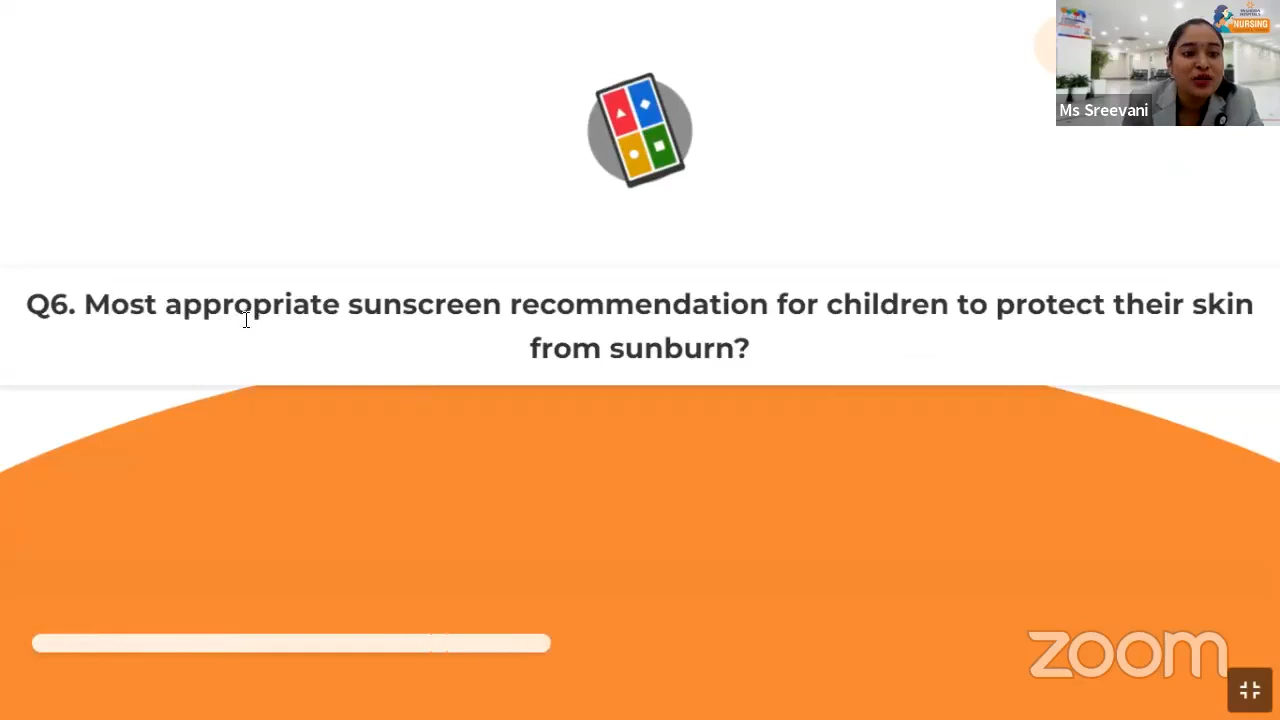 NURSING
Ms Sreevani
Q6. Most appropriate sunscreen recommendation for children to protect their skin
from sunburn?
zoom